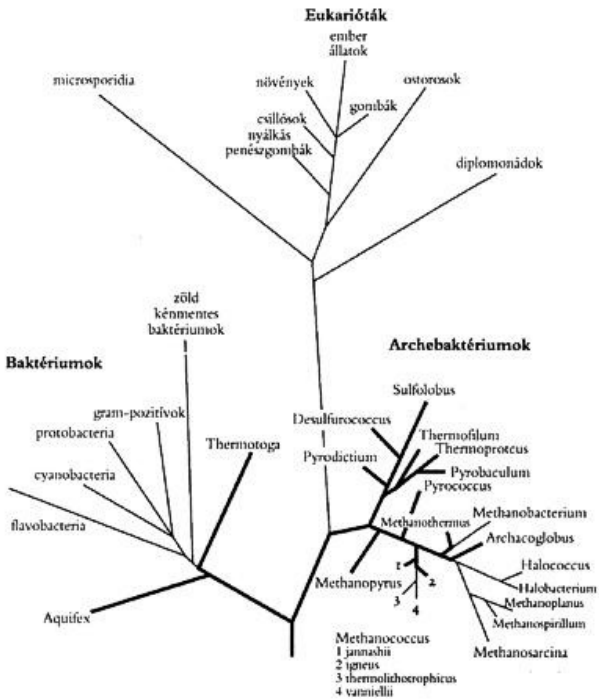 Eukarióták
ember
állatok
microsporidia
növények
ostorosok
gombák
csillósok
nyálkás
penészgombák
diplomonádok
zöld
kénmentes
baktériumok
Baktériumok
Archebaktériumok
Sulfolobus
gram-pozitívok
Desulfurococcus
protobacteria
Thermotoga
Thermofilum
Thermoproteus
Pyrodictium
Pyrobaculum
cyanobacteria
Pyrococcus
Methanobacterium
Methanothermus
flavobacteria
Archaeoglobus
Halococcus
Methanopyrus
1
2
3
4
Halobacterium
Methanoplanus
Aquifex
Methanospirillum
Methanosarcina
Methanococcus
1 jannashii
2 igneus
3 thermolithotrophicus
4 vanniellii